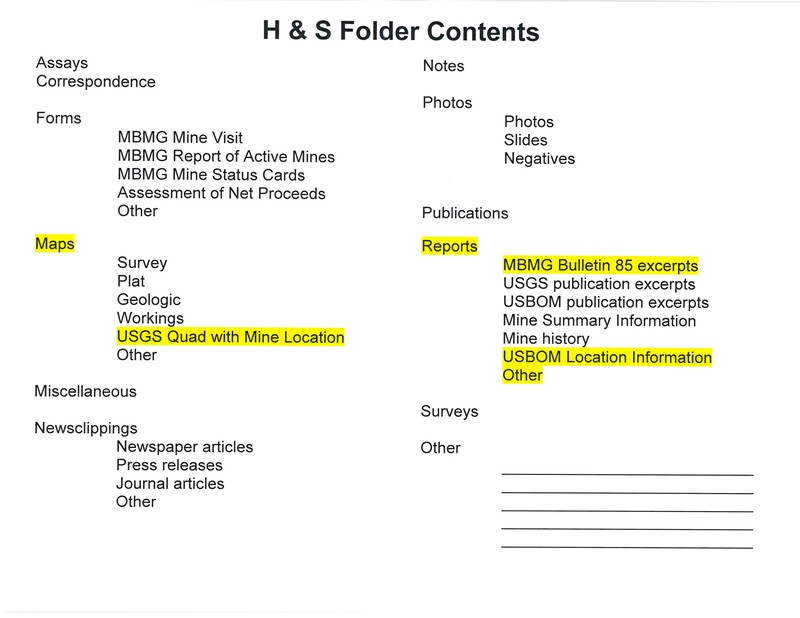 H & S Folder Contents
Assays
Correspondence
Forms
MBMG Mine Visit
MBMG Report of Active Mines
MBMG Mine Status Cards
Assessment of Net Proceeds
Other
Maps
Survey
Plat
Geologic
Workings
USGS Quad with Mine Location
Other
Miscellaneous
Newsclippings
Newspaper articles
Press releases
Journal articles
Other
Notes
Photos
Photos
Slides
Negatives
Publications
Reports
MBMG Bulletin 85 excerpts
USGS publication excerpts
USBOM publication excerpts
Mine Summary Information
Mine history
USBOM Location Information
Other
Surveys
Other